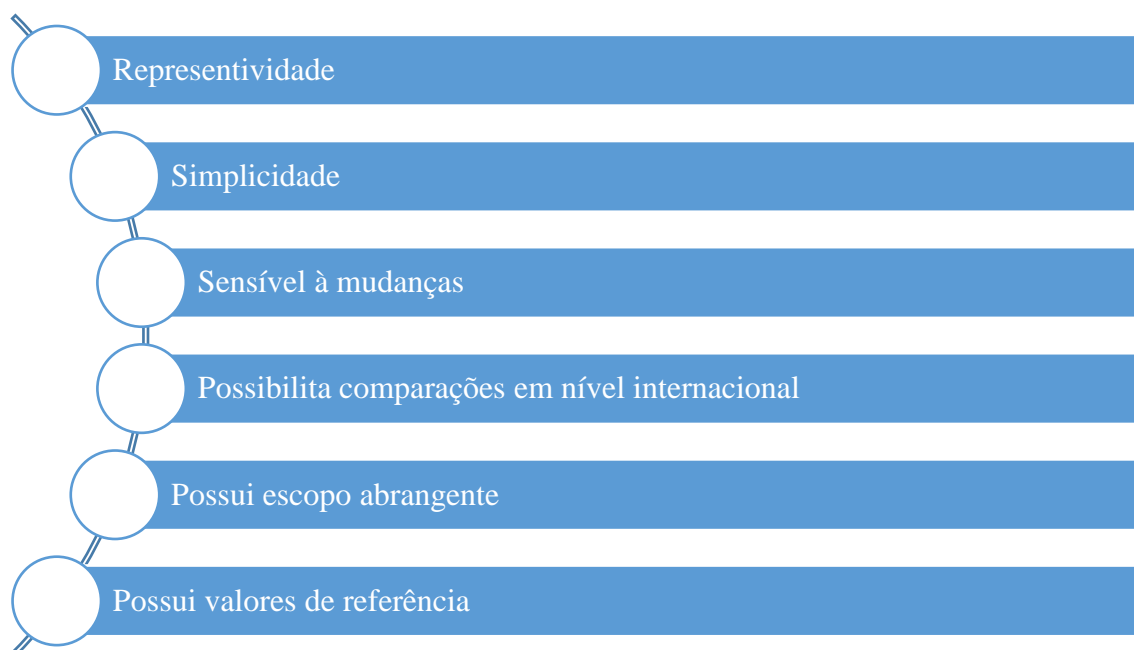 Representividade
Simplicidade
Sensível à mudanças
Possibilita comparações em nível internacional
Possui escopo abrangente
Possui valores de referência